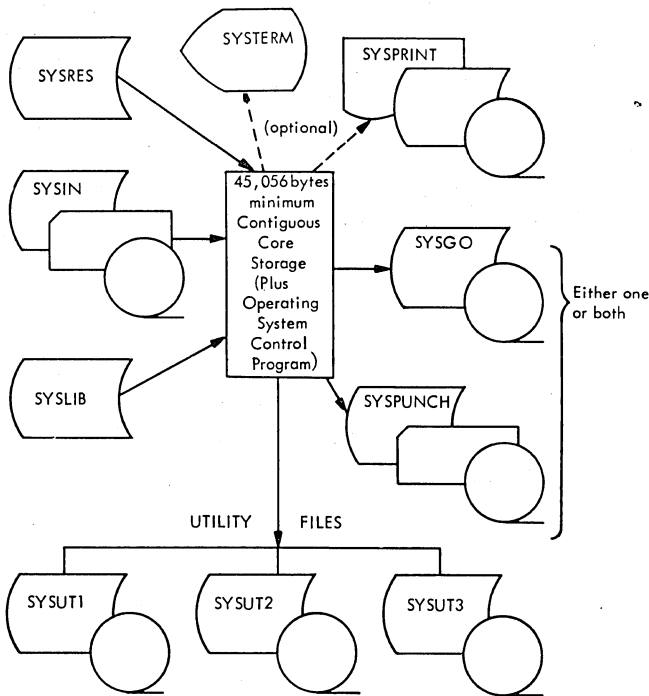 SYSTERM
SYSPRINT
SYSRES
(optional)
SYSIN
45,056 bytes
minimum
Contiguous
Core
Storage
(Plus
Operating
System
Control
Program)
SYSGO
Either one
or both
SYSLIB
SYSPUNCH
UTILITY FILES
SYSUT1
SYSUT2
SYSUT3